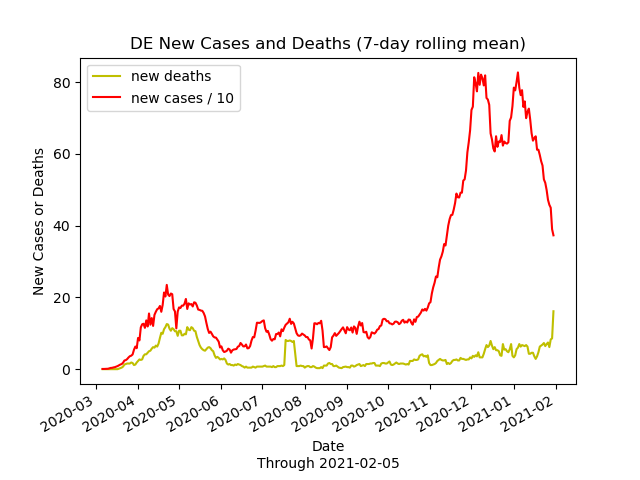 DE New Cases and Deaths (7-day rolling mean)
new deaths
new cases / 10
New Cases or Deaths
80
60
40
20
0
2020-03
2020-04
2020-05
2020-06
2020-07
2020-08
2020-09
2020-10
2020-11
2020-12
2021-01
2021-02
Date
Through 2021-02-05